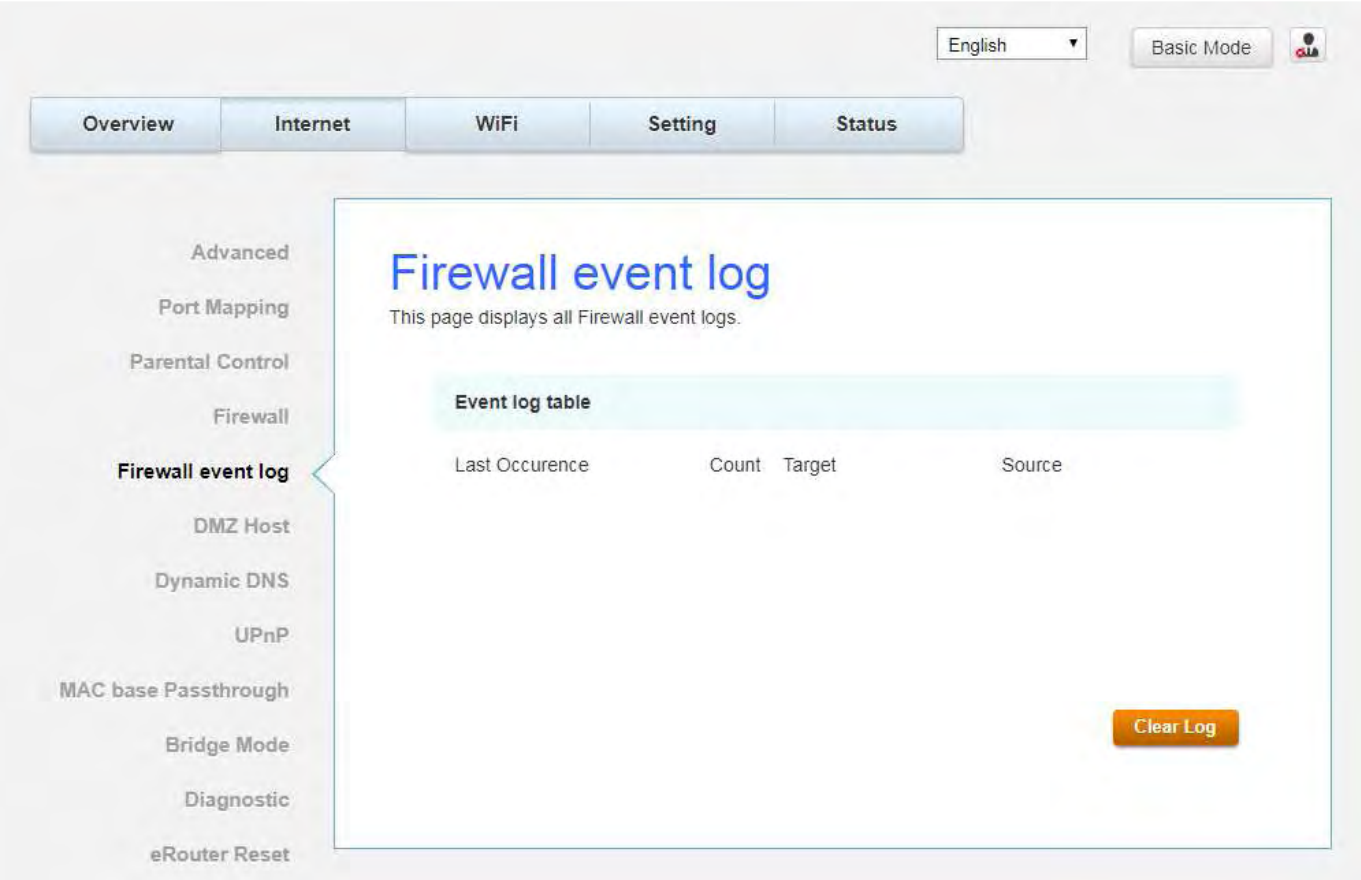 English
Basic Mode
Overview
Internet
WiFi
Setting
Status
Advanced
Port Mapping
Parental Control
Firewall
Firewall event log
DMZ Host
Dynamic DNS
UPnP
MAC base Passthrough
Bridge Mode
Diagnostic
eRouter Reset
Firewall event log
This page displays all Firewall event logs.
Event log table
Last Occurence Count Target Source
Clear Log